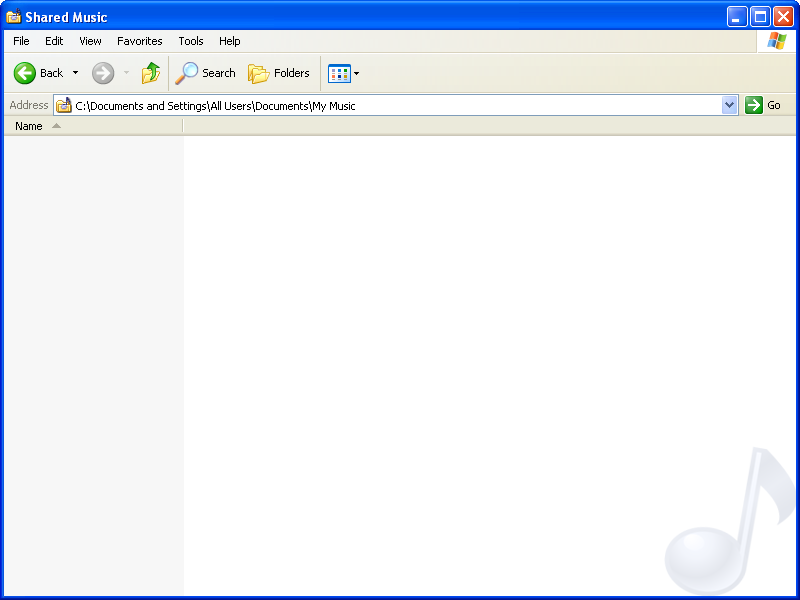 Shared Music
File Edit View Favorites Tools Help
Back Search Folders
Address C:\Documents and Settings\All Users\Documents\My Music Go
Name